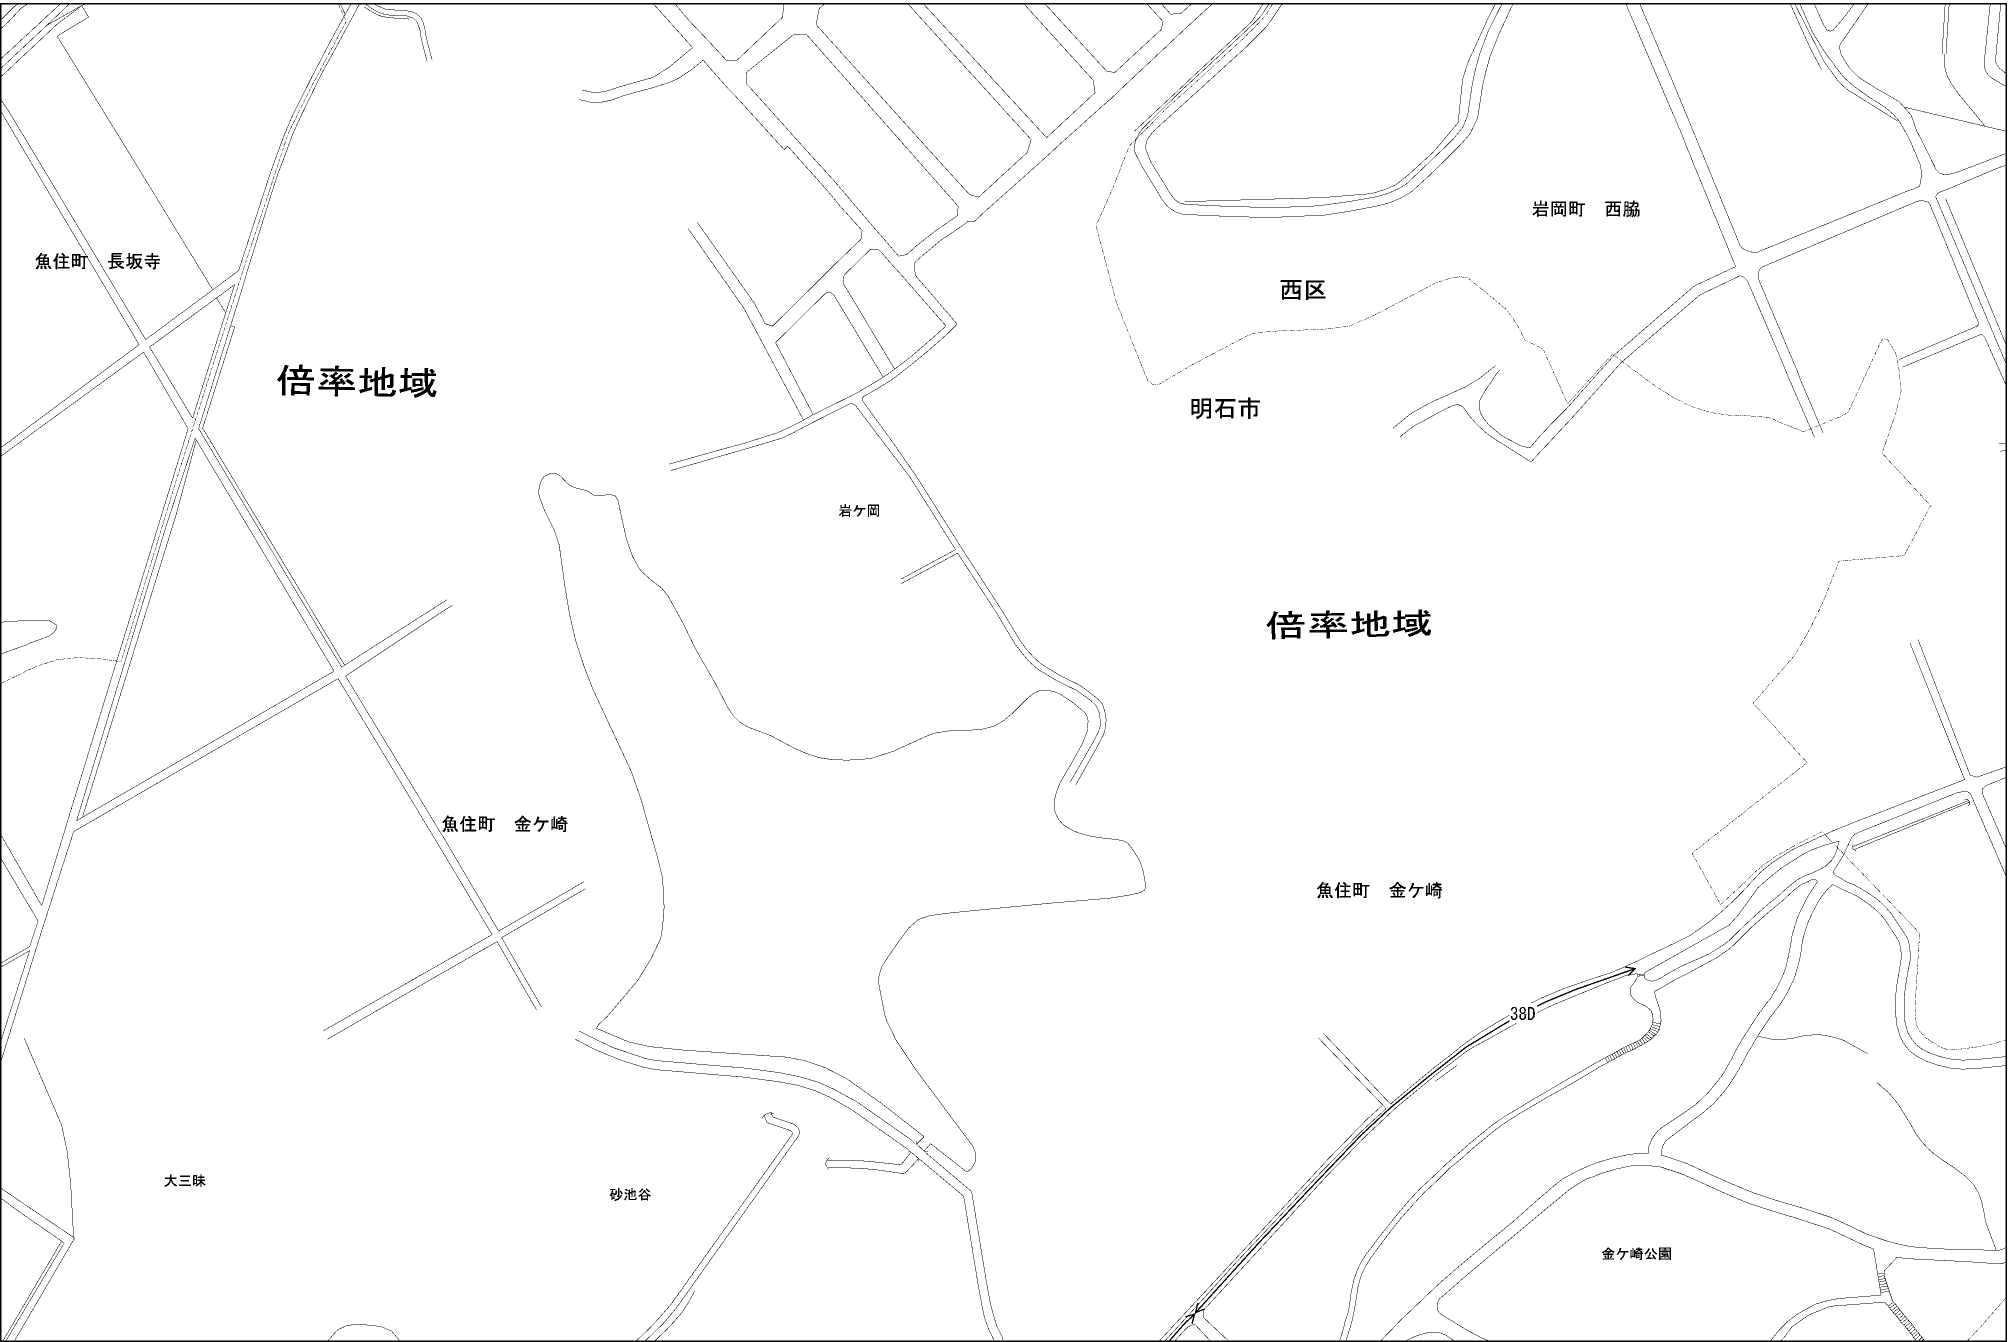 岩岡町　西脇
魚住町　長坂寺
西区
倍率地域
明石市
岩ケ岡
倍率地域
魚住町　金ケ崎
魚住町　金ケ崎
38D
大三昧
砂池谷
金ケ崎公園